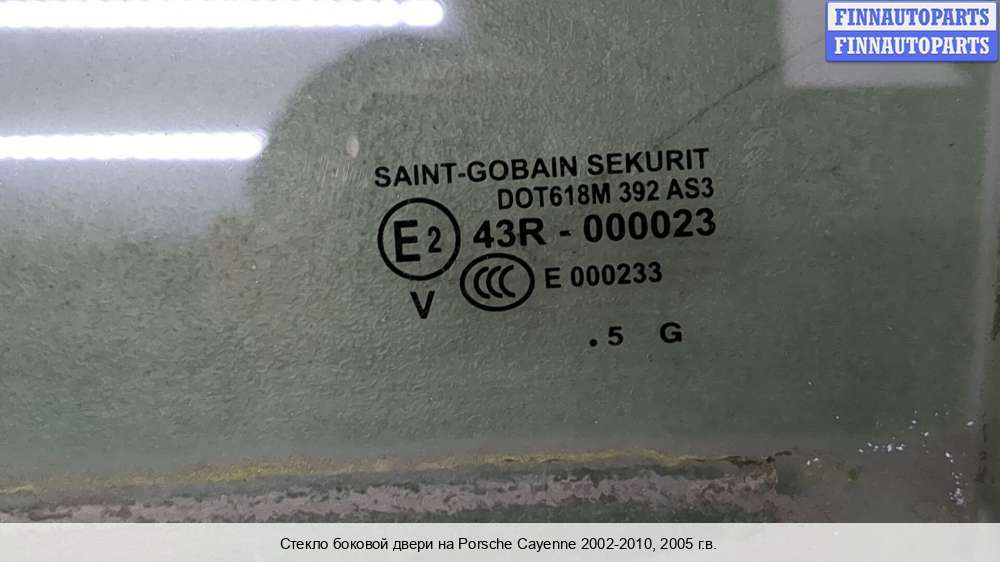 FINNAUTOPARTS
FINNAUTOPARTS
SAINT-GOBAIN SEKURIT
DOT618M 392 AS3
E2 43R - 000023
CCC E 000233
V
. 5 G
Стекло боковой двери на Porsche Cayenne 2002-2010, 2005 г.в.